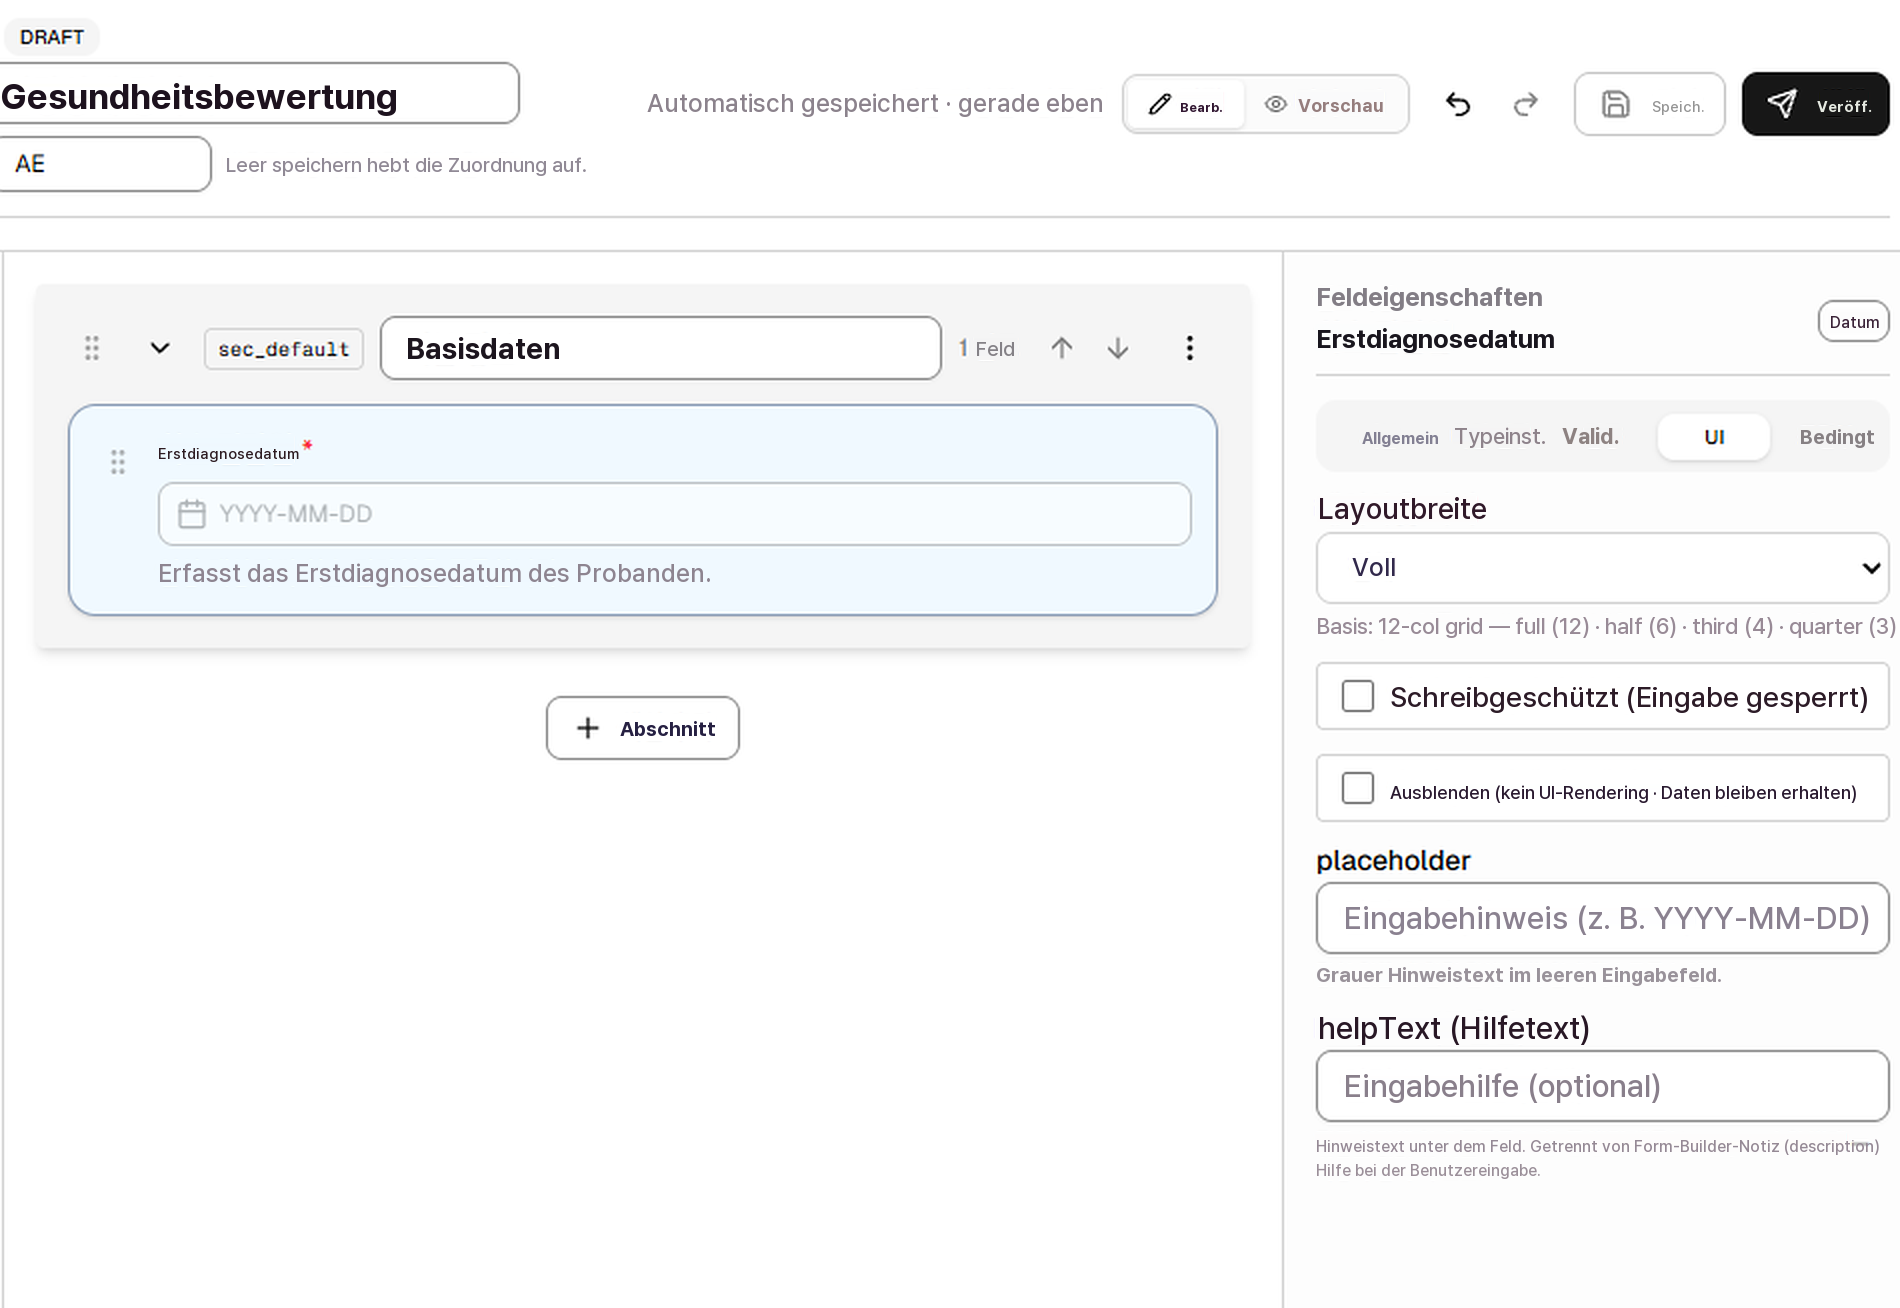 DRAFT
Gesundheitsbewertung
Automatisch gespeichert · gerade eben
Bearb.
Vorschau
Speich.
Veröff.
AE
Leer speichern hebt die Zuordnung auf.
sec_default
Basisdaten
1 Feld
Erstdiagnosedatum *
YYYY-MM-DD
Erfasst das Erstdiagnosedatum des Probanden.
Abschnitt
Feldeigenschaften
Erstdiagnosedatum
Datum
Allgemein
Typeinst.
Valid.
UI
Bedingt
Layoutbreite
Voll
Basis: 12-col grid — full (12) · half (6) · third (4) · quarter (3)
Schreibgeschützt (Eingabe gesperrt)
Ausblenden (kein UI-Rendering · Daten bleiben erhalten)
placeholder
Eingabehinweis (z. B. YYYY-MM-DD)
Grauer Hinweistext im leeren Eingabefeld.
helpText (Hilfetext)
Eingabehilfe (optional)
Hinweistext unter dem Feld. Getrennt von Form-Builder-Notiz (description)
Hilfe bei der Benutzereingabe.